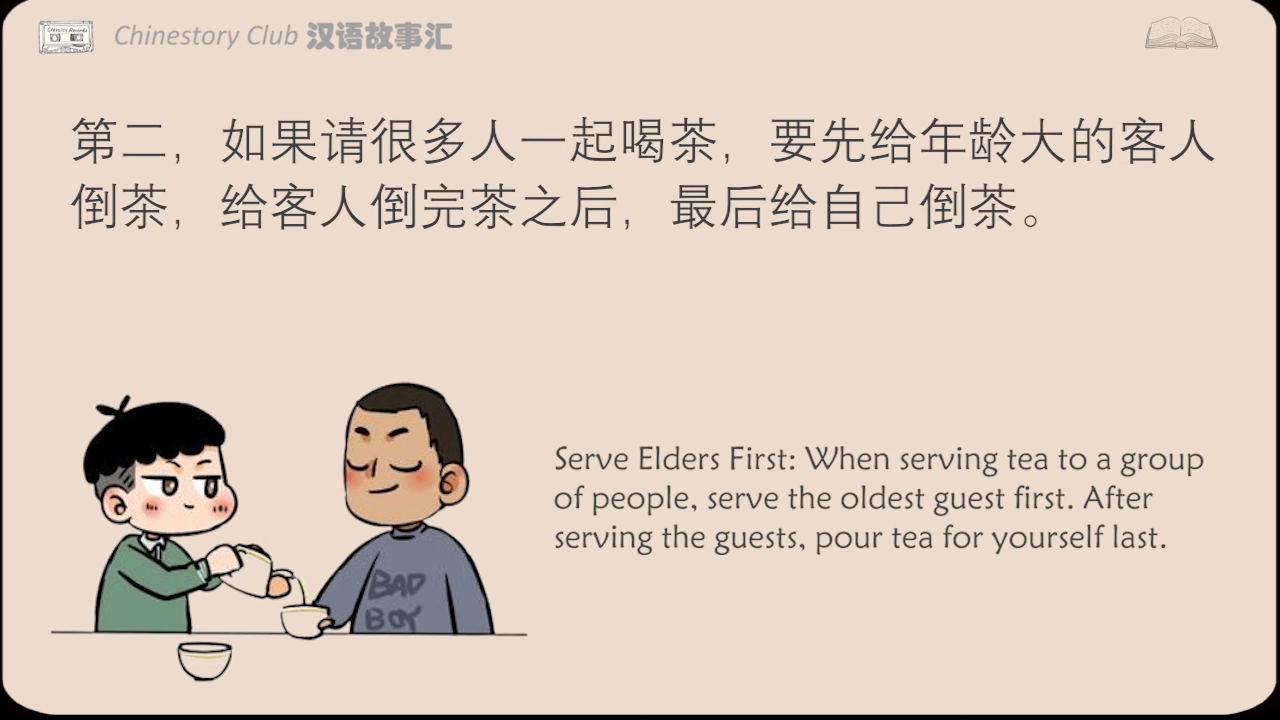 Chinestory Club 汉语故事汇
第二，如果请很多人一起喝茶，要先给年龄大的客人
倒茶，给客人倒完茶之后，最后给自己倒茶。
Serve Elders First: When serving tea to a group
of people, serve the oldest guest first. After
serving the guests, pour tea for yourself last.
BAD
BOY